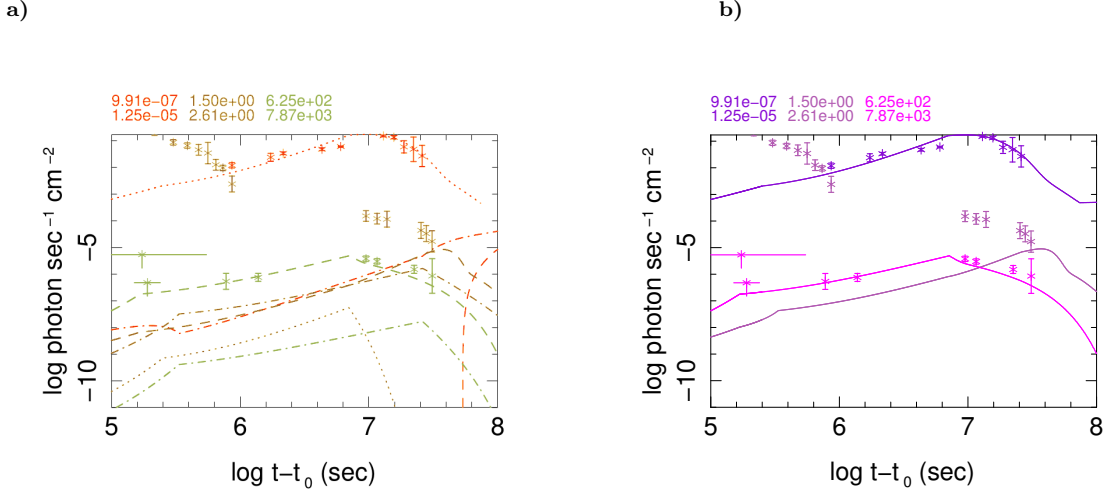 a)
b)
9.91e−07 1.50e+00 6.25e+02
1.25e−05 2.61e+00 7.87e+03
9.91e−07 1.50e+00 6.25e+02
1.25e−05 2.61e+00 7.87e+03
log photon sec−1 cm−2
−5
−10
5 6 7 8
log t−t0 (sec)
log photon sec−1 cm−2
−5
−10
5 6 7 8
log t−t0 (sec)